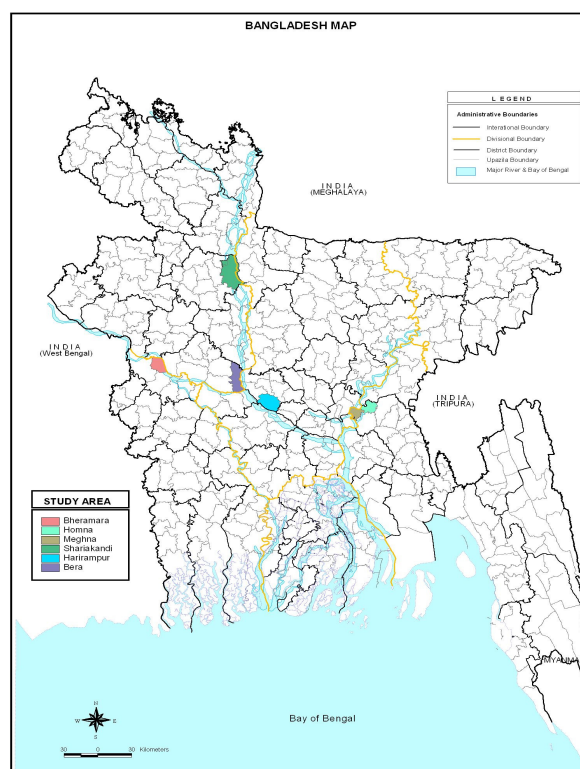 BANGLADESH MAP
L E G E N D
Administrative Boundaries
Interational Boundary
Divisional Boundary
District Boundary
Upazila Boundary
Major River & Bay of Bengal
I N D I A
(MEGHALAYA)
I N D I A
(West Bengal)
I N D I A
(TRIPURA)
STUDY AREA
Bheramara
Homna
Meghna
Shariakandi
Harirampur
Bera
MYANMA
N
W
E
S
Bay of Bengal
30 0 30 Kilometers